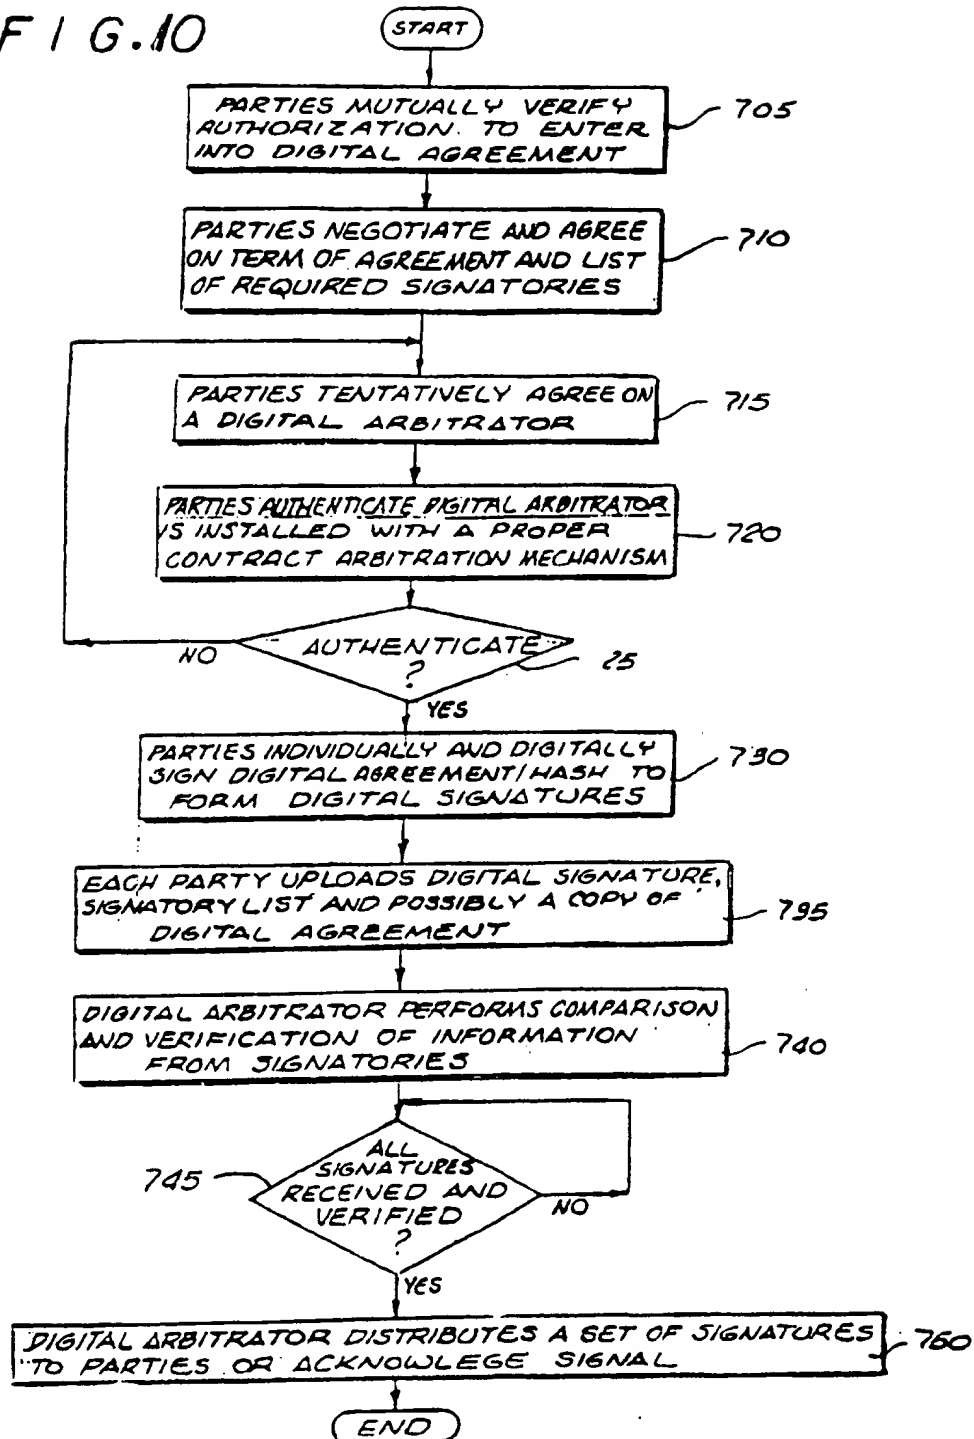 FIG.10
START
PARTIES MUTUALLY VERIFY
AUTHORIZATION. TO ENTER
INTO DIGITAL AGREEMENT
705
PARTIES NEGOTIATE AND AGREE
ON TERM OF AGREEMENT AND LIST
OF REQUIRED SIGNATORIES
710
PARTIES TENTATIVELY AGREE ON
A DIGITAL ARBITRATOR
715
PARTIES AUTHENTICATE DIGITAL ARBITRATOR
IS INSTALLED WITH A PROPER
CONTRACT ARBITRATION MECHANISM
720
AUTHENTICATE
?
NO
25
YES
PARTIES INDIVIDUALLY AND DIGITALLY
SIGN DIGITAL AGREEMENT/HASH TO
FORM DIGITAL SIGNATURES
730
EACH PARTY UPLOADS DIGITAL SIGNATURE,
SIGNATORY LIST AND POSSIBLY A COPY OF
DIGITAL AGREEMENT
735
DIGITAL ARBITRATOR PERFORMS COMPARISON
AND VERIFICATION OF INFORMATION
FROM SIGNATORIES
740
ALL
SIGNATURES
RECEIVED AND
VERIFIED
?
745
NO
YES
DIGITAL ARBITRATOR DISTRIBUTES A SET OF SIGNATURES
TO PARTIES OR ACKNOWLEGE SIGNAL
760
END